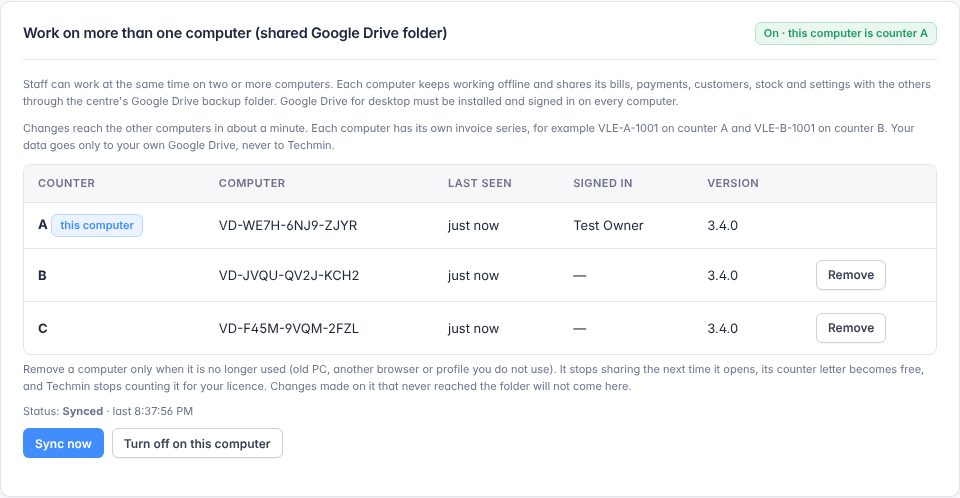 Work on more than one computer (shared Google Drive folder)
On · this computer is counter A
Staff can work at the same time on two or more computers. Each computer keeps working offline and shares its bills, payments, customers, stock and settings with the others
through the centre's Google Drive backup folder. Google Drive for desktop must be installed and signed in on every computer.
Changes reach the other computers in about a minute. Each computer has its own invoice series, for example VLE-A-1001 on counter A and VLE-B-1001 on counter B. Your
data goes only to your own Google Drive, never to Techmin.
COUNTER COMPUTER LAST SEEN SIGNED IN VERSION
A this computer VD-WE7H-6NJ9-ZJYR just now Test Owner 3.4.0
B VD-JVQU-QV2J-KCH2 just now — 3.4.0 Remove
C VD-F45M-9VQM-2FZL just now — 3.4.0 Remove
Remove a computer only when it is no longer used (old PC, another browser or profile you do not use). It stops sharing the next time it opens, its counter letter becomes free,
and Techmin stops counting it for your licence. Changes made on it that never reached the folder will not come here.
Status: Synced · last 8:37:56 PM
Sync now Turn off on this computer